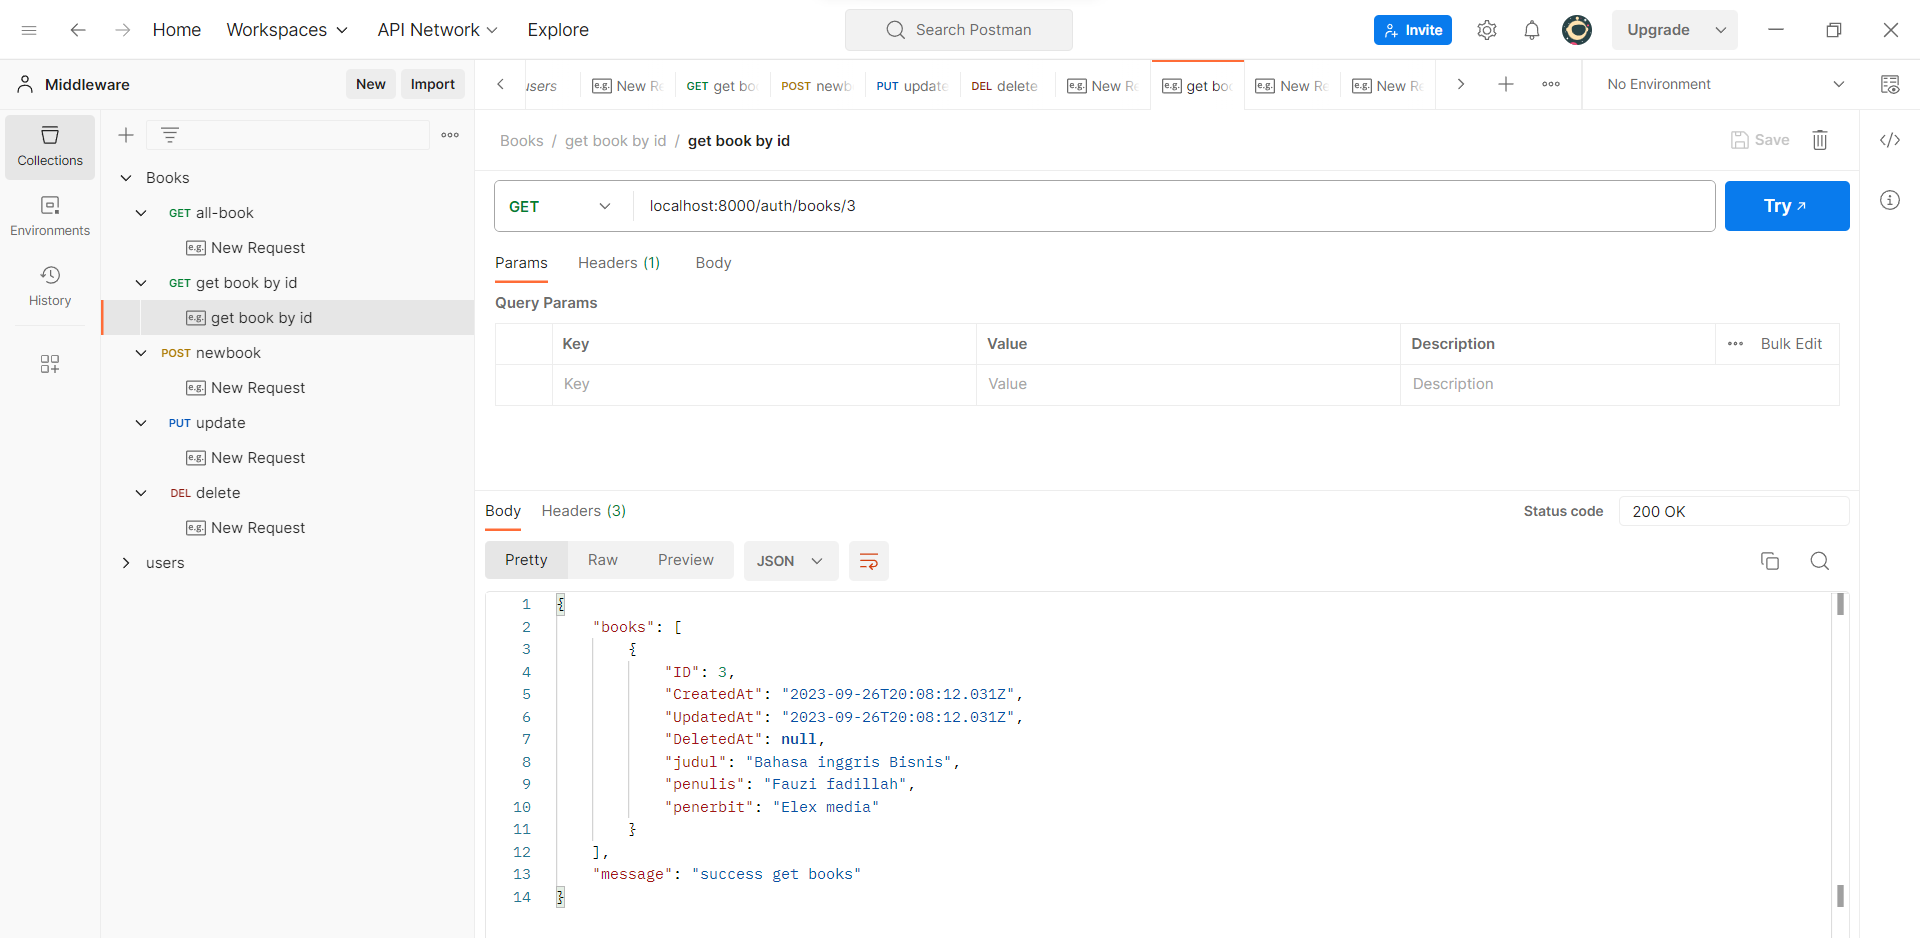 Home Workspaces API Network Explore Search Postman Invite Upgrade
Middleware New Import
users e.g. New Re GET get boo POST newb PUT update DEL delete e.g. New Re e.g. get boo e.g. New Re e.g. New Re No Environment
Collections
Environments
History
Books
GET all-book
e.g. New Request
GET get book by id
e.g. get book by id
POST newbook
e.g. New Request
PUT update
e.g. New Request
DEL delete
e.g. New Request
users
Books / get book by id / get book by id Save
GET localhost:8000/auth/books/3 Try
Params Headers (1) Body
Query Params
Key Value Description Bulk Edit
Key Value Description
Body Headers (3) Status code 200 OK
Pretty Raw Preview JSON
1 {
2 "books": [
3 {
4 "ID": 3,
5 "CreatedAt": "2023-09-26T20:08:12.031Z",
6 "UpdatedAt": "2023-09-26T20:08:12.031Z",
7 "DeletedAt": null,
8 "judul": "Bahasa inggris Bisnis",
9 "penulis": "Fauzi fadillah",
10 "penerbit": "Elex media"
11 }
12 ],
13 "message": "success get books"
14 }